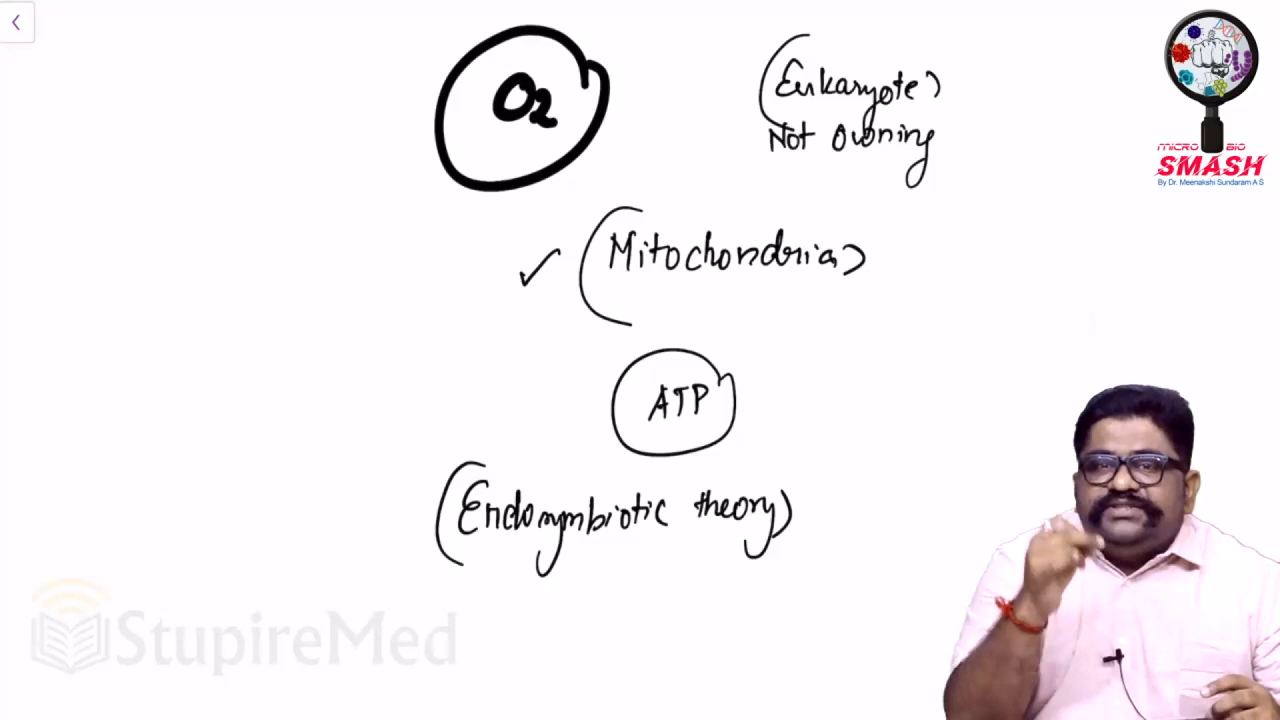 O2
(Eukaryote)
Not owning
MICRO BIO
SMASH
By Dr. Meenakshi Sundaram A S
✓ (Mitochondria)
ATP
(Endosymbiotic theory)
StupireMed